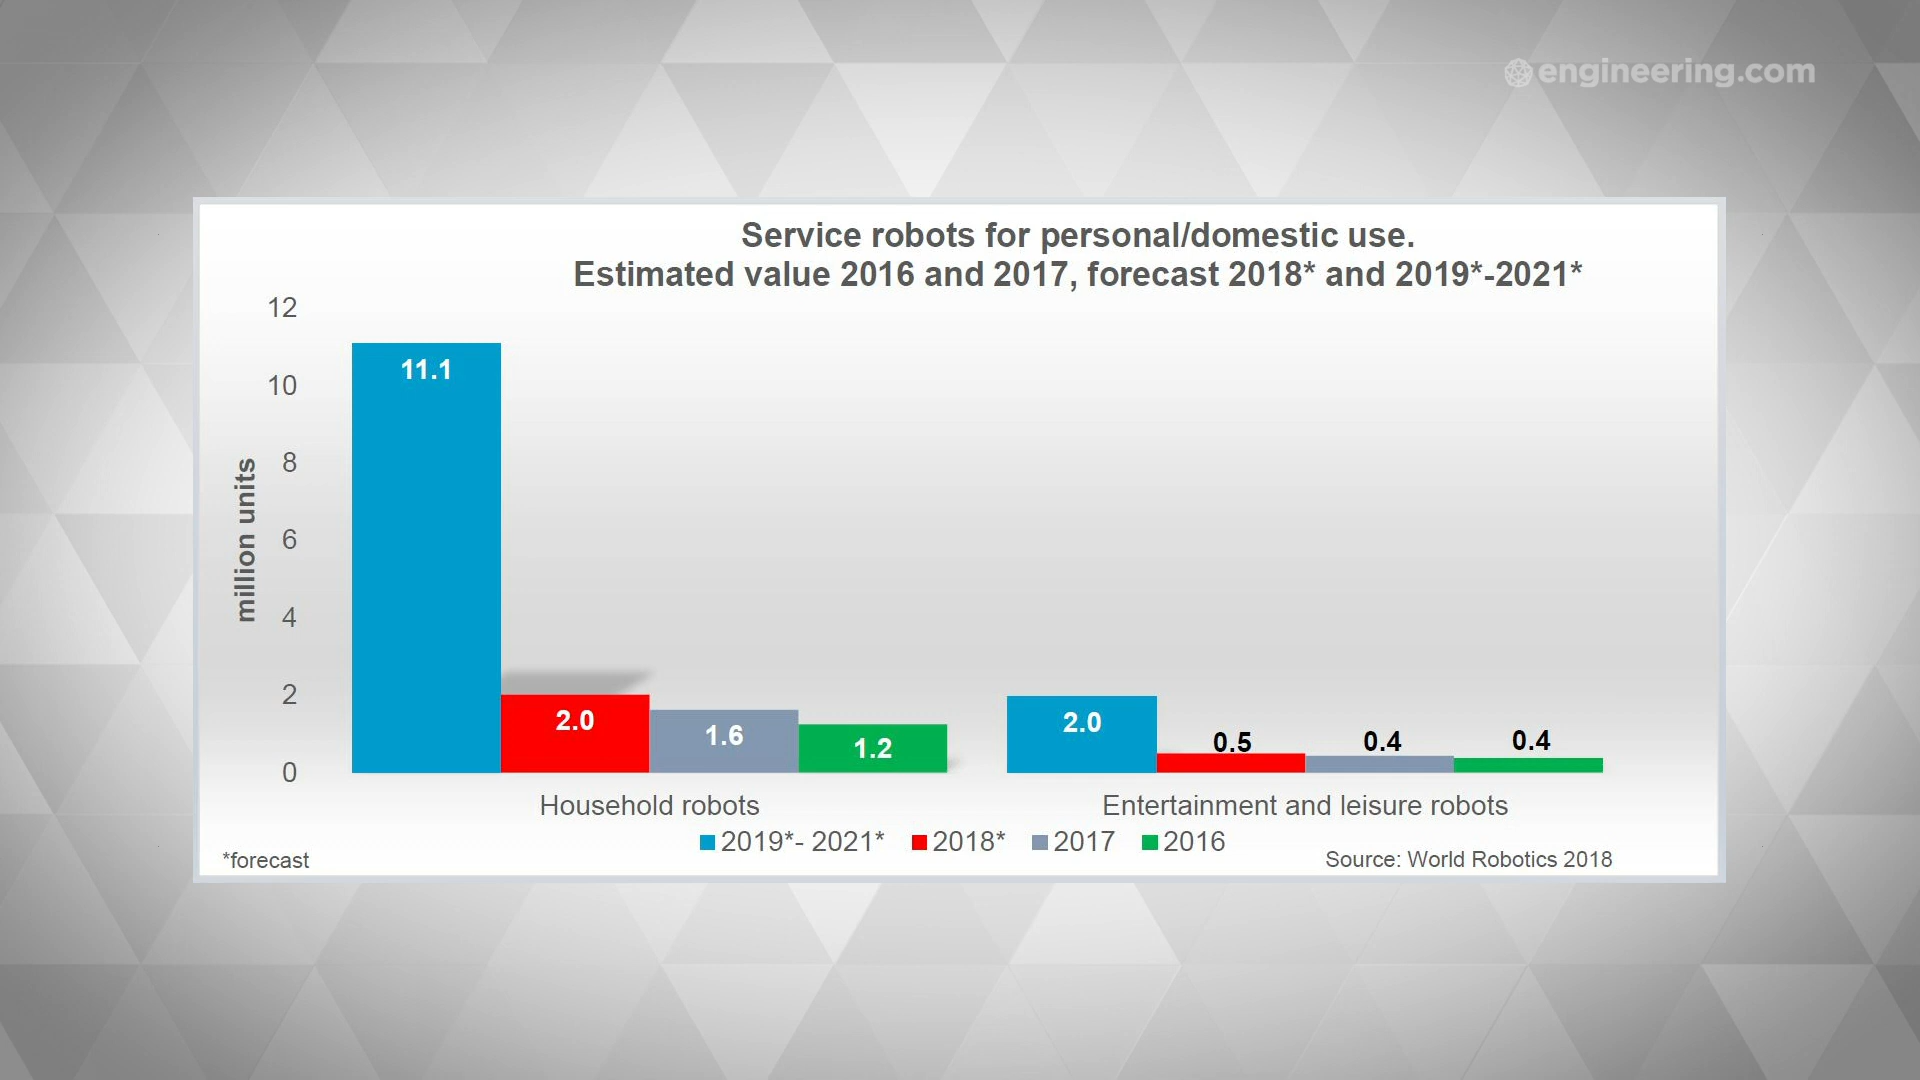 engineering.com
Service robots for personal/domestic use.
Estimated value 2016 and 2017, forecast 2018* and 2019*-2021*
12
10
8
6
4
2
0
million units
11.1
2.0
1.6
1.2
2.0
0.5
0.4
0.4
Household robots
Entertainment and leisure robots
2019*- 2021* 2018* 2017 2016
*forecast
Source: World Robotics 2018